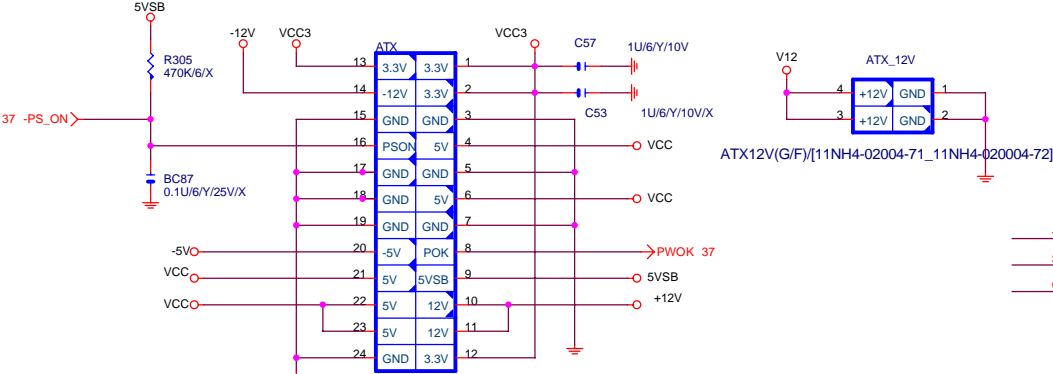 5VSB
R305
470K/6/X
37 -PS_ON
BC87
0.1U/6/Y/25V/X
-12V
VCC3
ATX
VCC3
C57
1U/6/Y/10V
C53
1U/6/Y/10V/X
13 3.3V 3.3V 1
14 -12V 3.3V 2
15 GND GND 3
16 PSON 5V 4 VCC
17 GND GND 5
18 GND 5V 6 VCC
19 GND GND 7
-5V 20 -5V POK 8 PWOK 37
VCC 21 5V 5VSB 9 5VSB
VCC 22 5V 12V 10 +12V
23 5V 12V 11
24 GND 3.3V 12
V12
ATX_12V
4 +12V GND 1
3 +12V GND 2
ATX12V(G/F)/[11NH4-02004-71_11NH4-020004-72]